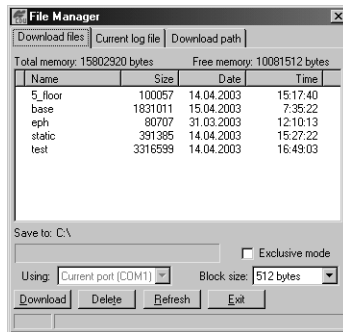 File Manager
Download files Current log file Download path
Total memory: 15802920 bytes Free memory: 10081512 bytes
Name Size Date Time
5_floor 100057 14.04.2003 15:17:40
base 1831011 15.04.2003 7:35:22
eph 80707 31.03.2003 12:10:13
static 391385 14.04.2003 15:27:22
test 3316599 14.04.2003 16:49:03
Save to: C:\
Exclusive mode
Using: Current port (COM1) Block size: 512 bytes
Download Delete Refresh Exit